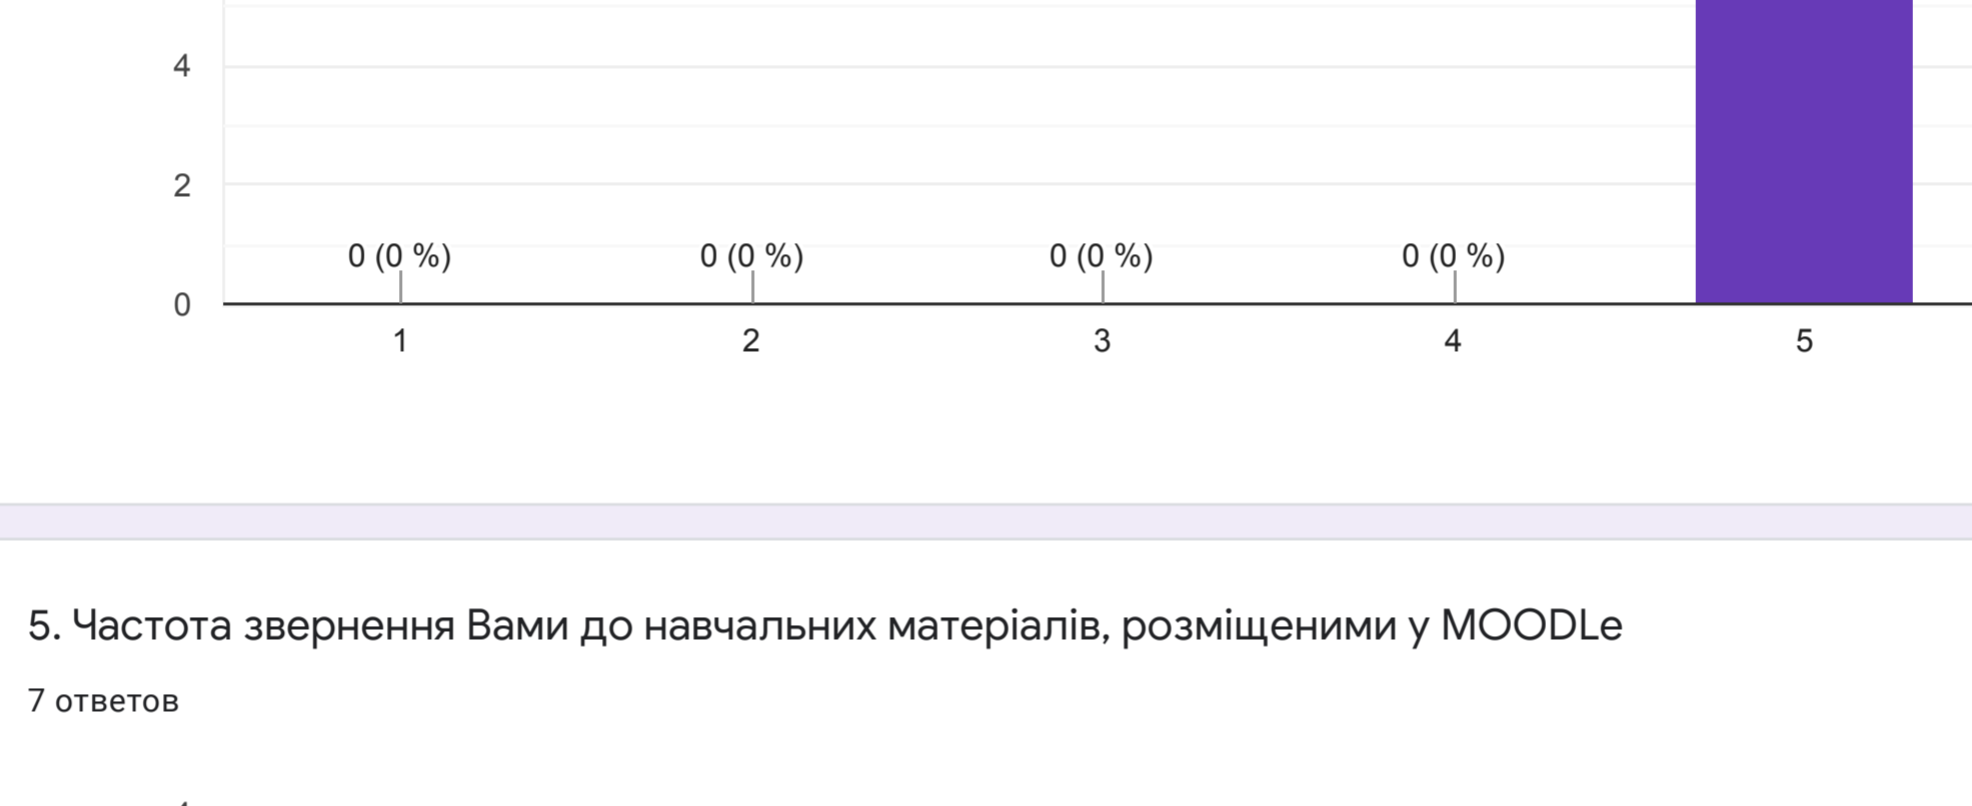 4
2
0 (0 %) 0 (0 %) 0 (0 %) 0 (0 %)
0
1 2 3 4 5
5. Частота звернення Вами до навчальних матеріалів, розміщеними у MOODLe
7 ответов